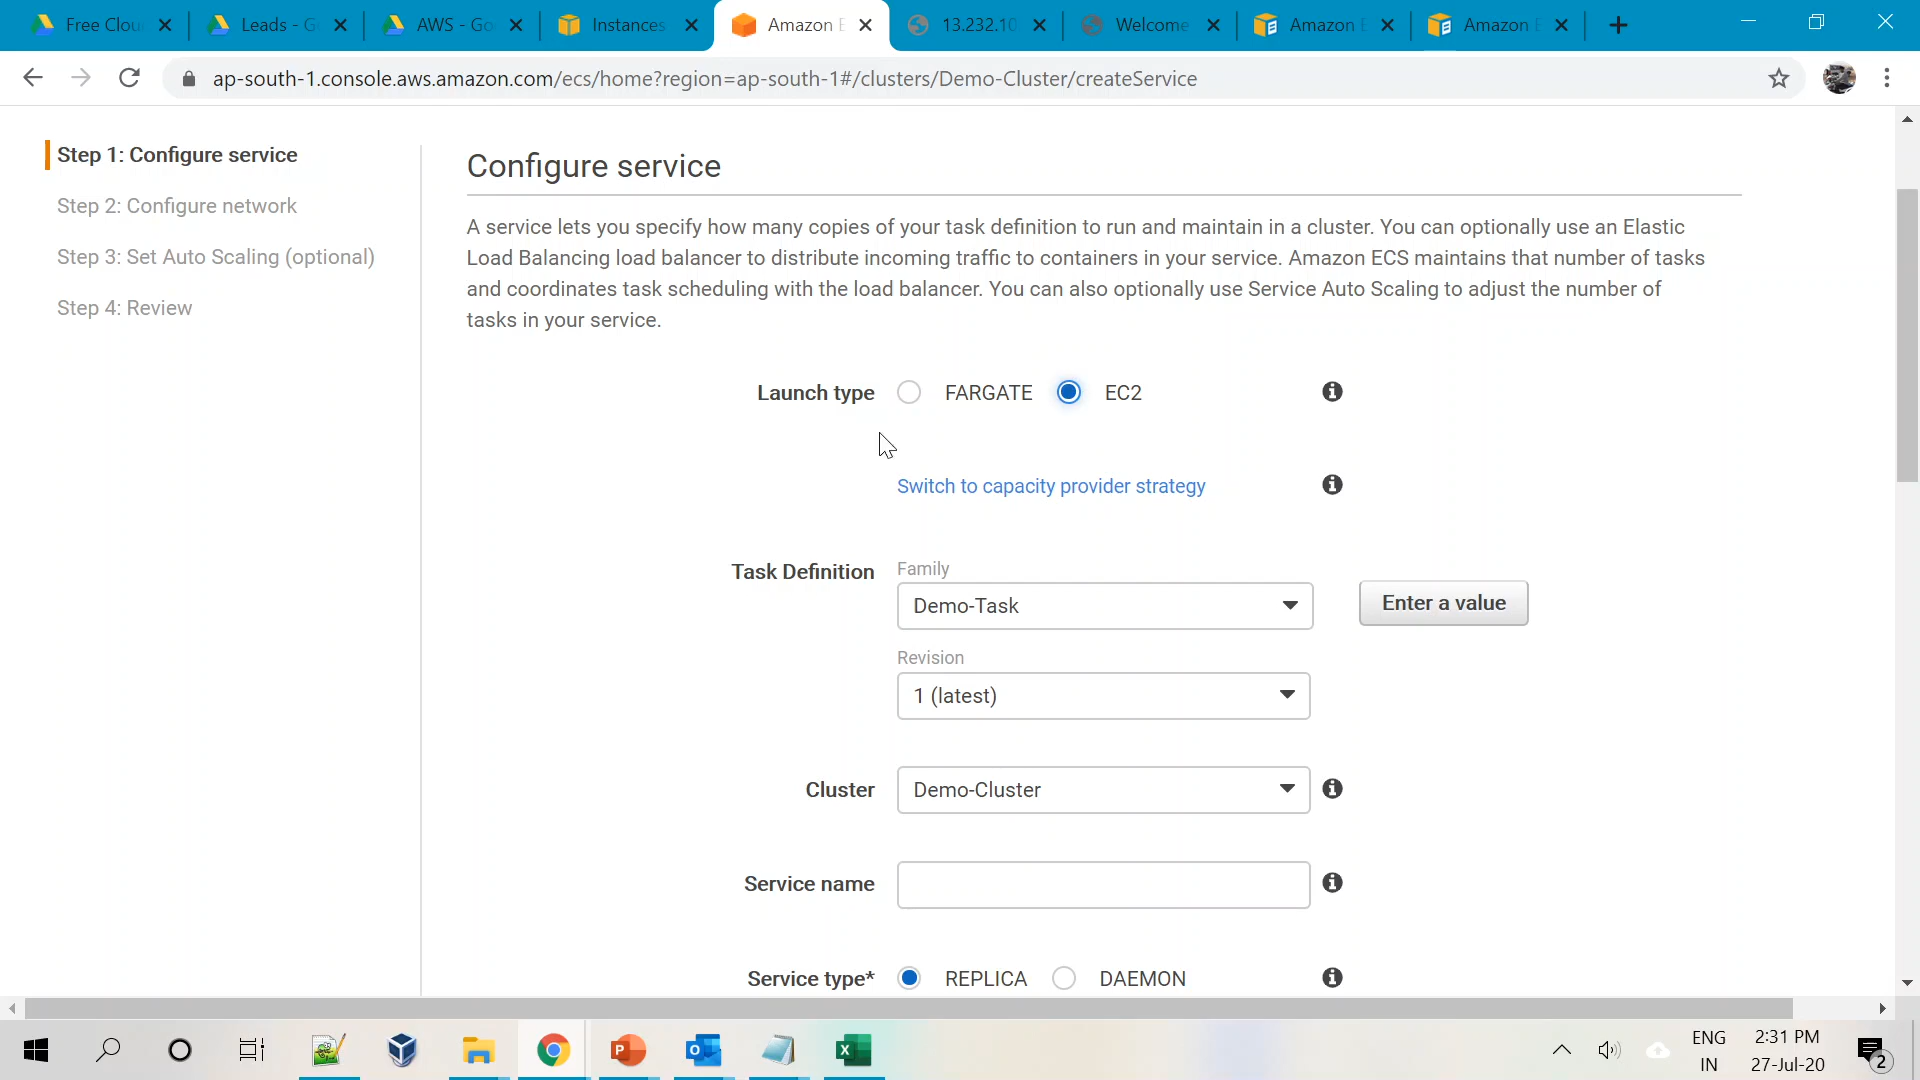 Free Clou
Leads - G
AWS - Go
Instances
Amazon E
13.232.10
Welcome
Amazon E
Amazon E
ap-south-1.console.aws.amazon.com/ecs/home?region=ap-south-1#/clusters/Demo-Cluster/createService
Step 1: Configure service
Step 2: Configure network
Step 3: Set Auto Scaling (optional)
Step 4: Review
Configure service
A service lets you specify how many copies of your task definition to run and maintain in a cluster. You can optionally use an Elastic
Load Balancing load balancer to distribute incoming traffic to containers in your service. Amazon ECS maintains that number of tasks
and coordinates task scheduling with the load balancer. You can also optionally use Service Auto Scaling to adjust the number of
tasks in your service.
Launch type FARGATE EC2
Switch to capacity provider strategy
Task Definition
Family
Demo-Task
Enter a value
Revision
1 (latest)
Cluster Demo-Cluster
Service name
Service type* REPLICA DAEMON
ENG
IN
2:31 PM
27-Jul-20
2